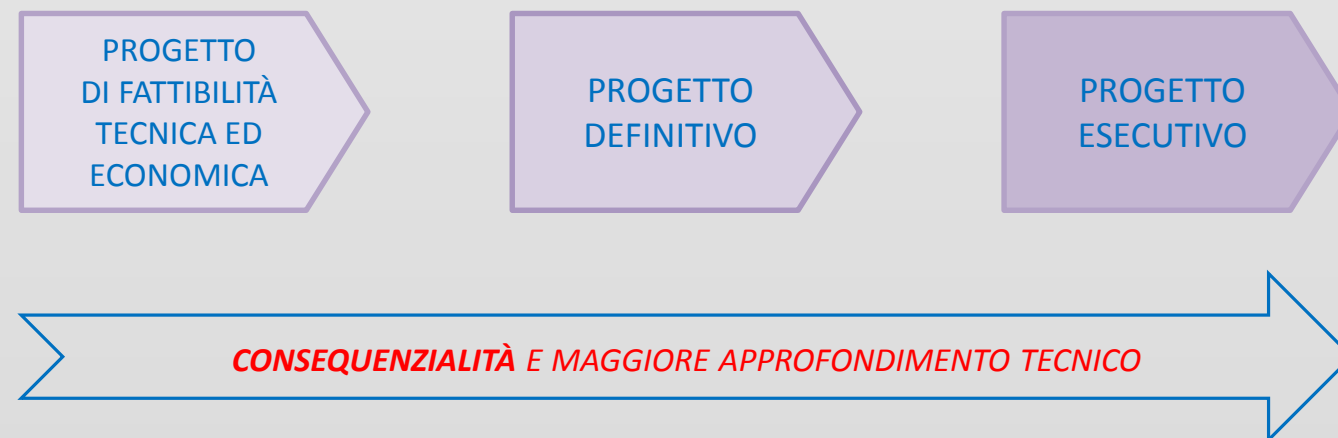 PROGETTO
DI FATTIBILITÀ
TECNICA ED
ECONOMICA
PROGETTO
DEFINITIVO
PROGETTO
ESECUTIVO
CONSEQUENZIALITÀ E MAGGIORE APPROFONDIMENTO TECNICO